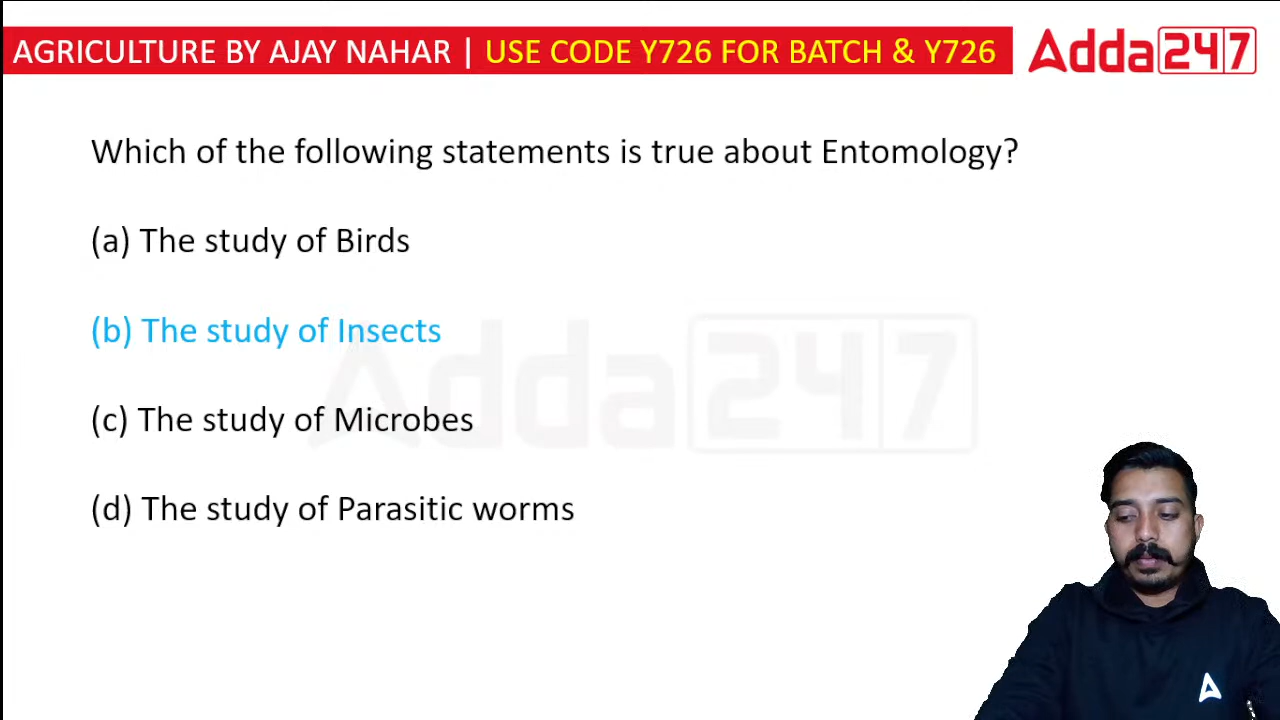 AGRICULTURE BY AJAY NAHAR | USE CODE Y726 FOR BATCH & Y726
Adda247
Which of the following statements is true about Entomology?
(a) The study of Birds
(b) The study of Insects
(c) The study of Microbes
(d) The study of Parasitic worms
Adda247